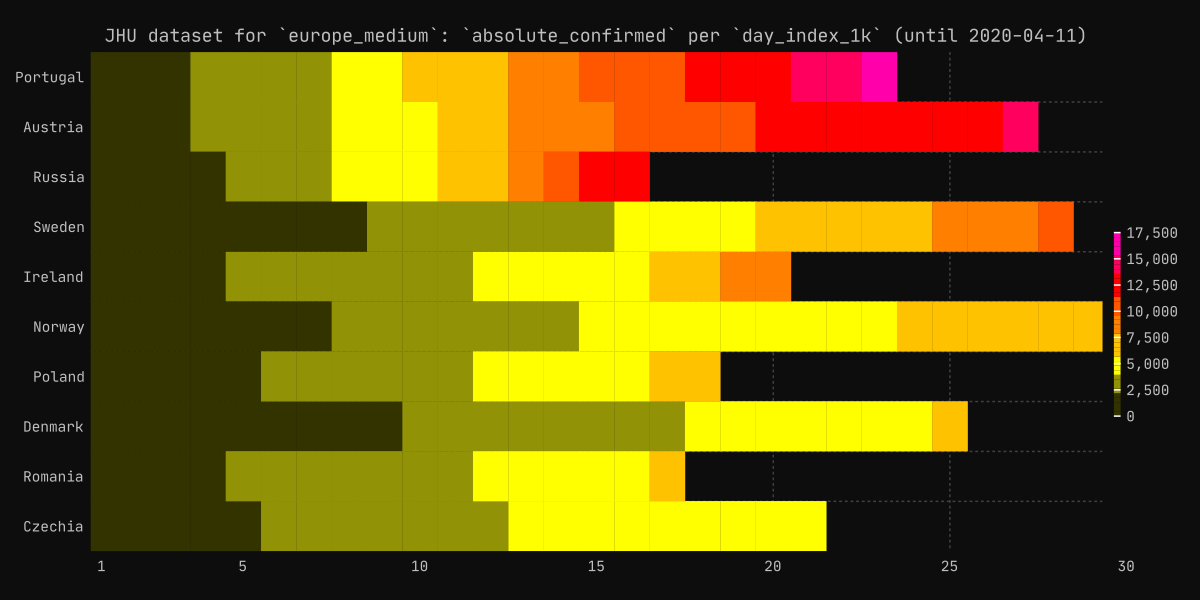 JHU dataset for `europe_medium`: `absolute_confirmed` per `day_index_1k` (until 2020-04-11)
Portugal
Austria
Russia
Sweden
Ireland
Norway
Poland
Denmark
Romania
Czechia
17,500
15,000
12,500
10,000
7,500
5,000
2,500
0
1 5 10 15 20 25 30